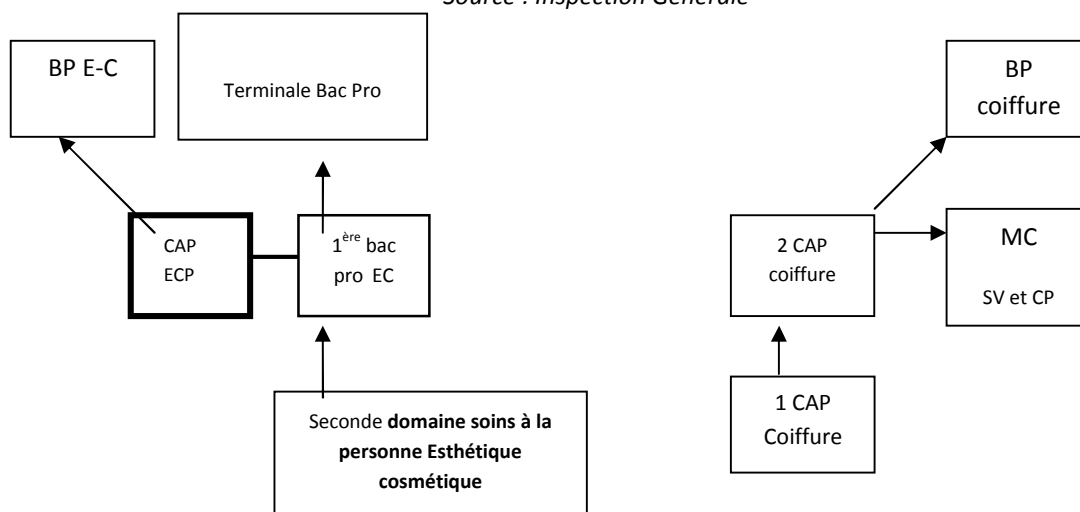 Source : Inspection Générale
BP E-C
Terminale Bac Pro
BP
coiffure
CAP
ECP
1ère bac
pro EC
2 CAP
coiffure
MC
SV et CP
Seconde domaine soins à la
personne Esthétique
cosmétique
1 CAP
Coiffure